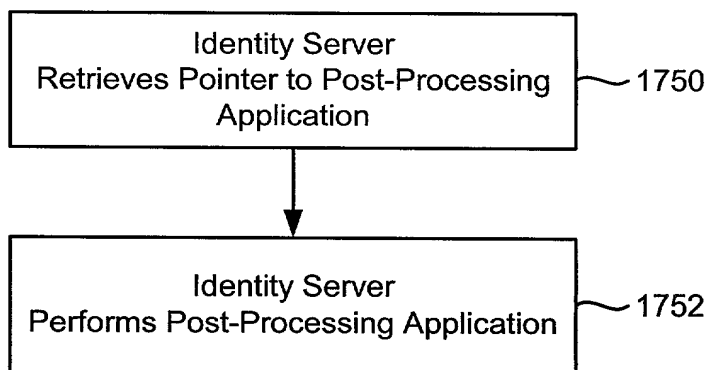 Identity Server
Retrieves Pointer to Post-Processing
Application
1750
Identity Server
Performs Post-Processing Application
1752